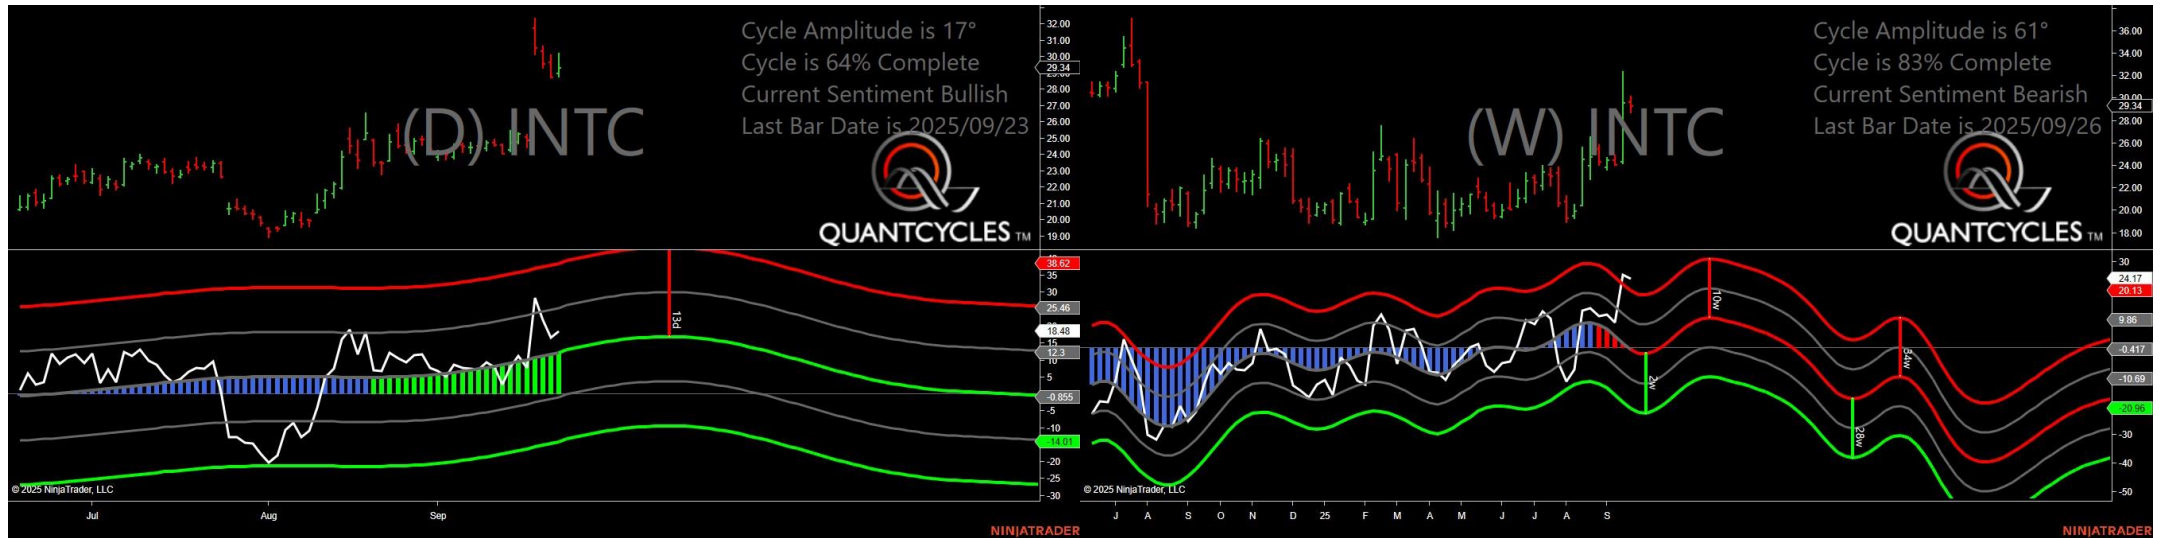 Cycle Amplitude is 17°
Cycle is 64% Complete
Current Sentiment Bullish
Last Bar Date is 2025/09/23
(D) INTC
QUANTCYCLES TM
32.00
31.00
30.00
29.34
28.00
27.00
26.00
25.00
24.00
23.00
22.00
21.00
20.00
19.00
38.62
35
30
25.46
18.48
15
12.3
10
5
-0.855
-5
-10
-14.01
-20
-25
-30
13d
© 2025 NinjaTrader, LLC
Jul Aug Sep
NINJATRADER
Cycle Amplitude is 61°
Cycle is 83% Complete
Current Sentiment Bearish
Last Bar Date is 2025/09/26
(W) INTC
QUANTCYCLES TM
36.00
34.00
32.00
30.00
29.34
28.00
26.00
24.00
22.00
20.00
18.00
30
24.17
20.13
9.86
-0.417
-10.69
-20.96
-30
-40
-50
10w
2w
34w
28w
© 2025 NinjaTrader, LLC
J A S O N D 25 F M A M J J A S
NINJATRADER